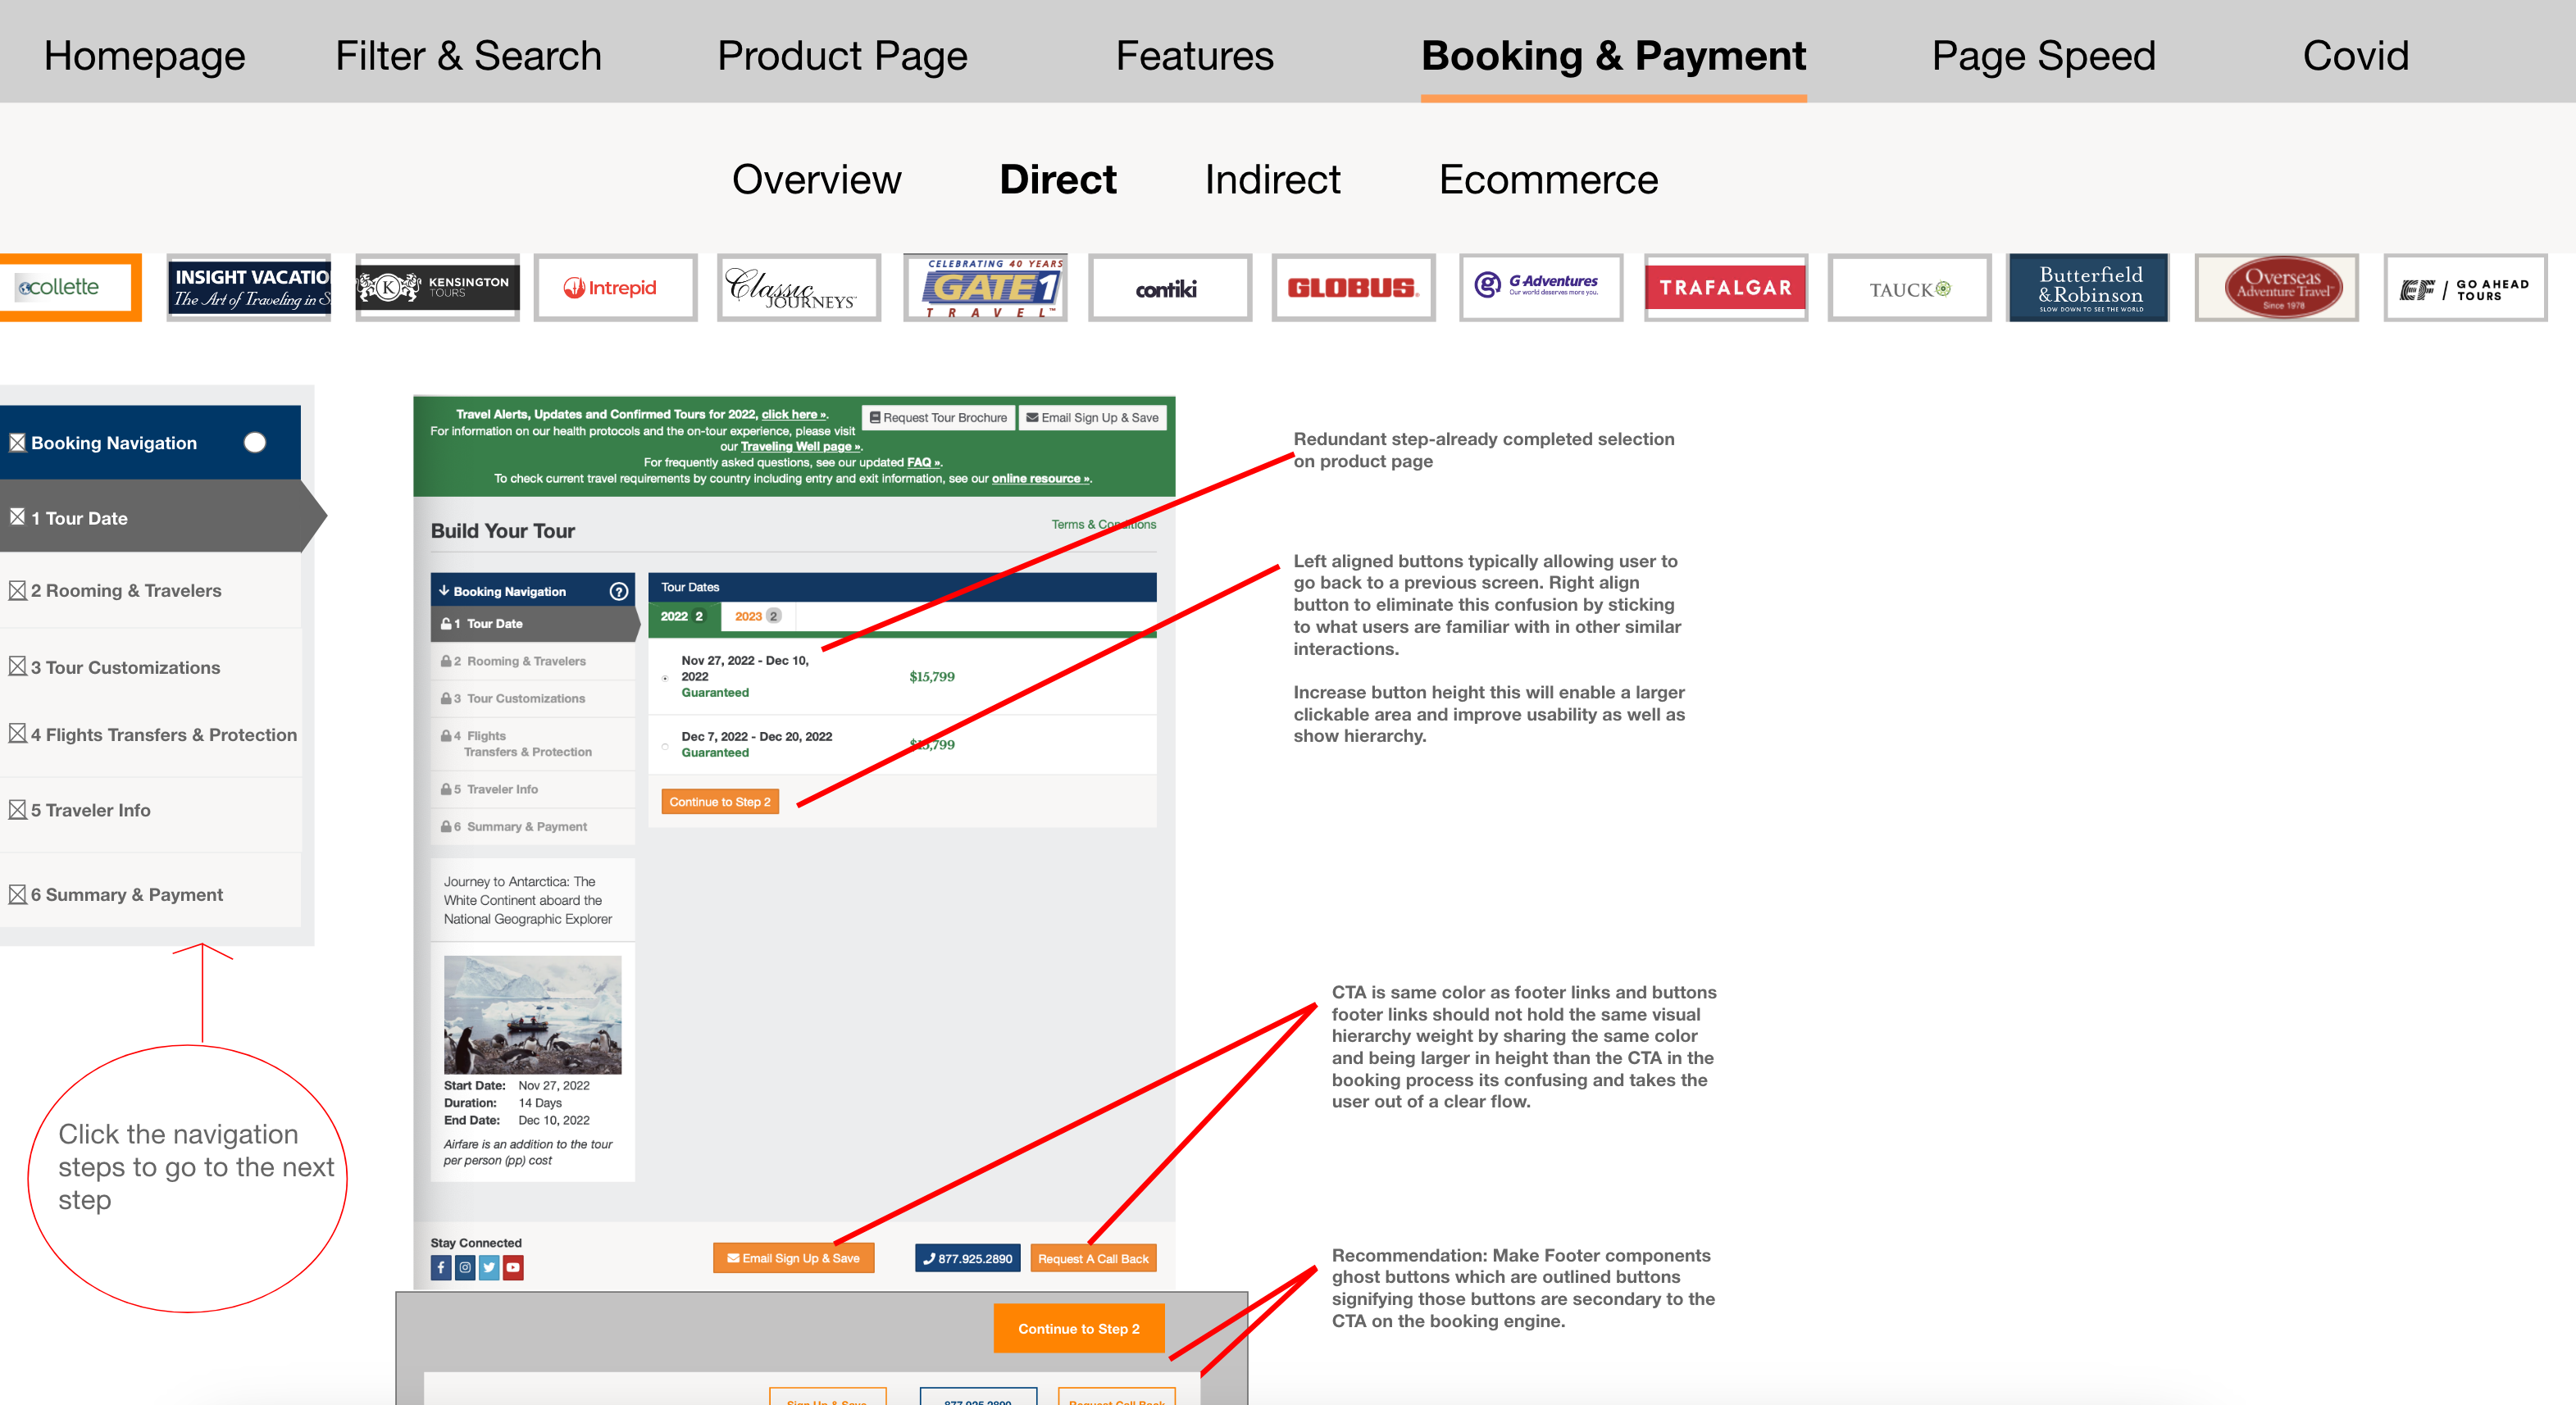 Homepage
Filter & Search
Product Page
Features
Booking & Payment
Page Speed
Covid
Overview
Direct
Indirect
Ecommerce
collette
INSIGHT VACATIO
The Art of Traveling in S
K
KENSINGTON
TOURS
Intrepid
Classic
JOURNEYS
CELEBRATING 40 YEARS
GATE 1
TRAVEL™
contiki
GLOBUS.
G Adventures
Our world deserves more you.
TRAFALGAR
TAUCK
Butterfield
& Robinson
SLOW DOWN TO SEE THE WORLD
Overseas
Adventure Travel
Since 1978
EF / GO AHEAD
TOURS
Booking Navigation
1 Tour Date
2 Rooming & Travelers
3 Tour Customizations
4 Flights Transfers & Protection
5 Traveler Info
6 Summary & Payment
Click the navigation
steps to go to the next
step
Travel Alerts, Updates and Confirmed Tours for 2022, click here ».
For information on our health protocols and the on-tour experience, please visit
our Traveling Well page ».
For frequently asked questions, see our updated FAQ ».
To check current travel requirements by country including entry and exit information, see our online resource ».
Request Tour Brochure
Email Sign Up & Save
Build Your Tour
Terms & Conditions
Booking Navigation ?
1 Tour Date
2 Rooming & Travelers
3 Tour Customizations
4 Flights
Transfers & Protection
5 Traveler Info
6 Summary & Payment
Tour Dates
2022 2
2023 2
Nov 27, 2022 - Dec 10,
2022
Guaranteed
$15,799
Dec 7, 2022 - Dec 20, 2022
Guaranteed
$15,799
Continue to Step 2
Journey to Antarctica: The
White Continent aboard the
National Geographic Explorer
Start Date: Nov 27, 2022
Duration: 14 Days
End Date: Dec 10, 2022
Airfare is an addition to the tour
per person (pp) cost
Stay Connected
Email Sign Up & Save
877.925.2890
Request A Call Back
Continue to Step 2
Sign Up & Save
877.925.2890
Request Call Back
Redundant step-already completed selection
on product page
Left aligned buttons typically allowing user to
go back to a previous screen. Right align
button to eliminate this confusion by sticking
to what users are familiar with in other similar
interactions.
Increase button height this will enable a larger
clickable area and improve usability as well as
show hierarchy.
CTA is same color as footer links and buttons
footer links should not hold the same visual
hierarchy weight by sharing the same color
and being larger in height than the CTA in the
booking process its confusing and takes the
user out of a clear flow.
Recommendation: Make Footer components
ghost buttons which are outlined buttons
signifying those buttons are secondary to the
CTA on the booking engine.